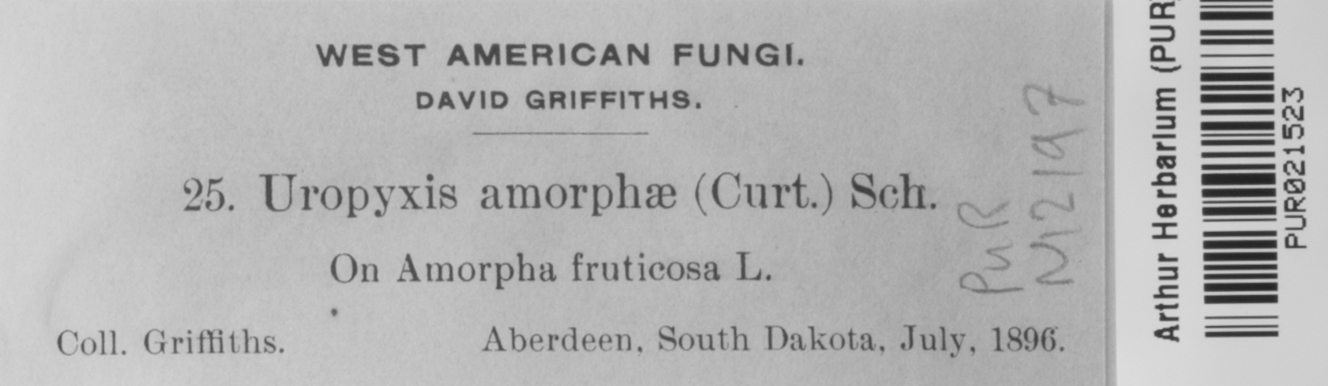 WEST AMERICAN FUNGI.
DAVID GRIFFITHS.
25. Uropyxis amorphæ (Curt.) Sch.
On Amorpha fruticosa L.
Coll. Griffiths. Aberdeen, South Dakota, July, 1896.
PUR
N2197
Arthur Herbarium (PUR
PUR021523